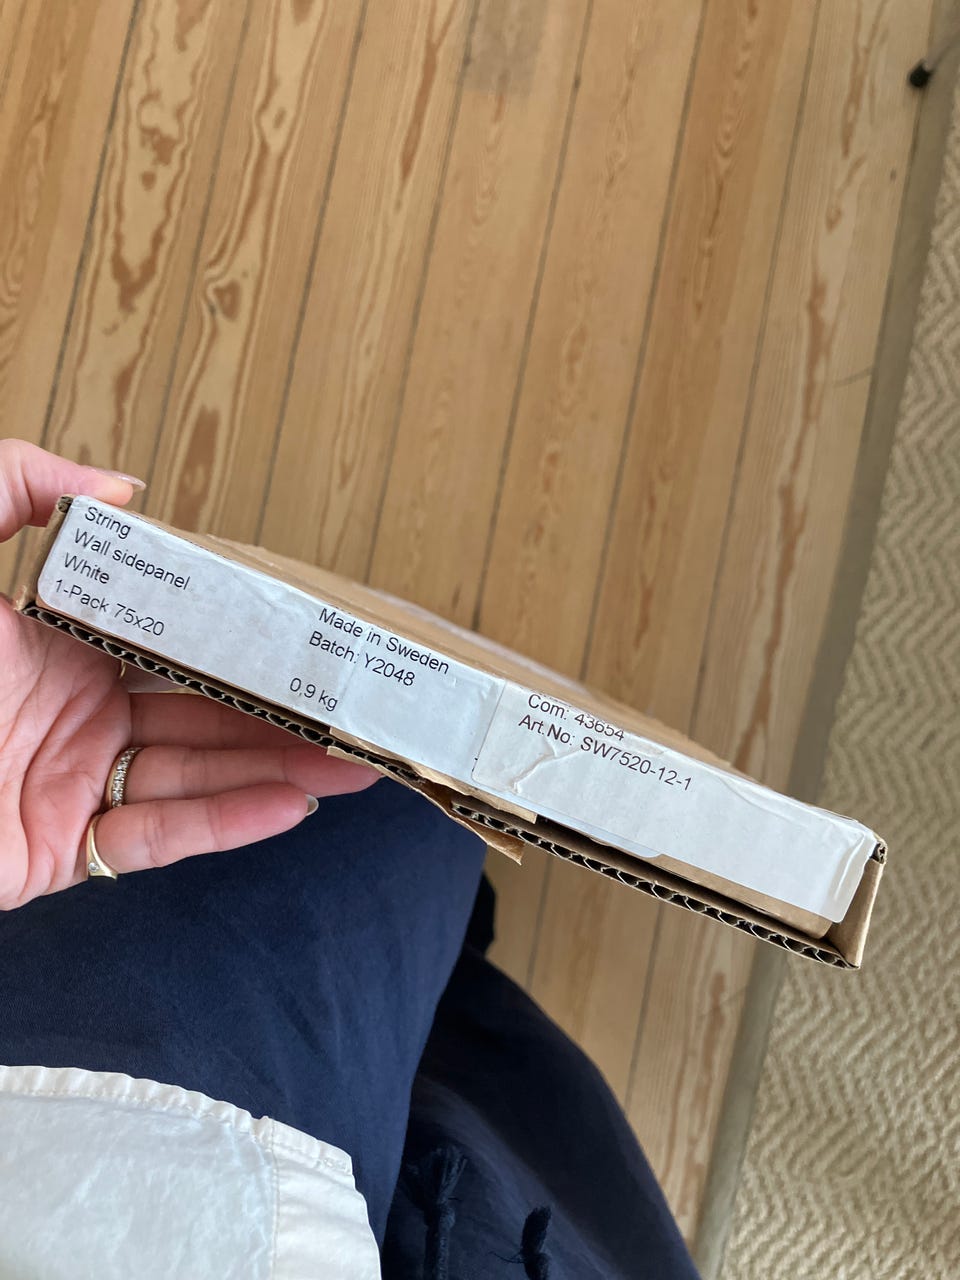 String
Wall sidepanel
White
1-Pack 75x20
Made in Sweden
Batch: Y2048
0,9 kg
Com: 43654
Art.No: SW7520-12-1